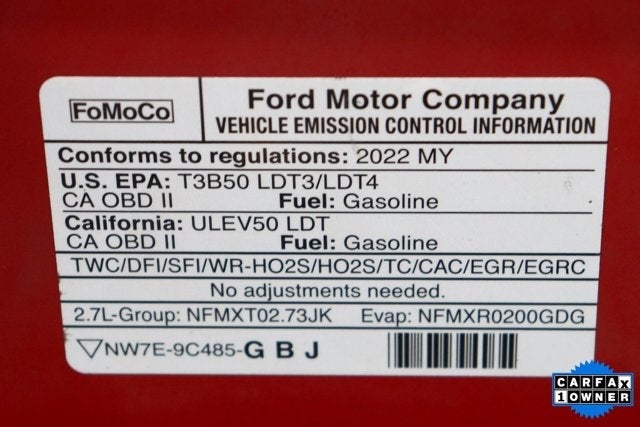 FoMoCo
Ford Motor Company
VEHICLE EMISSION CONTROL INFORMATION
Conforms to regulations: 2022 MY
U.S. EPA: T3B50 LDT3/LDT4
CA OBD II Fuel: Gasoline
California: ULEV50 LDT
CA OBD II Fuel: Gasoline
TWC/DFI/SFI/WR-HO2S/HO2S/TC/CAC/EGR/EGRC
No adjustments needed.
2.7L-Group: NFMXT02.73JK Evap: NFMXR0200GDG
NW7E-9C485-G B J
CARFAX
1 OWNER